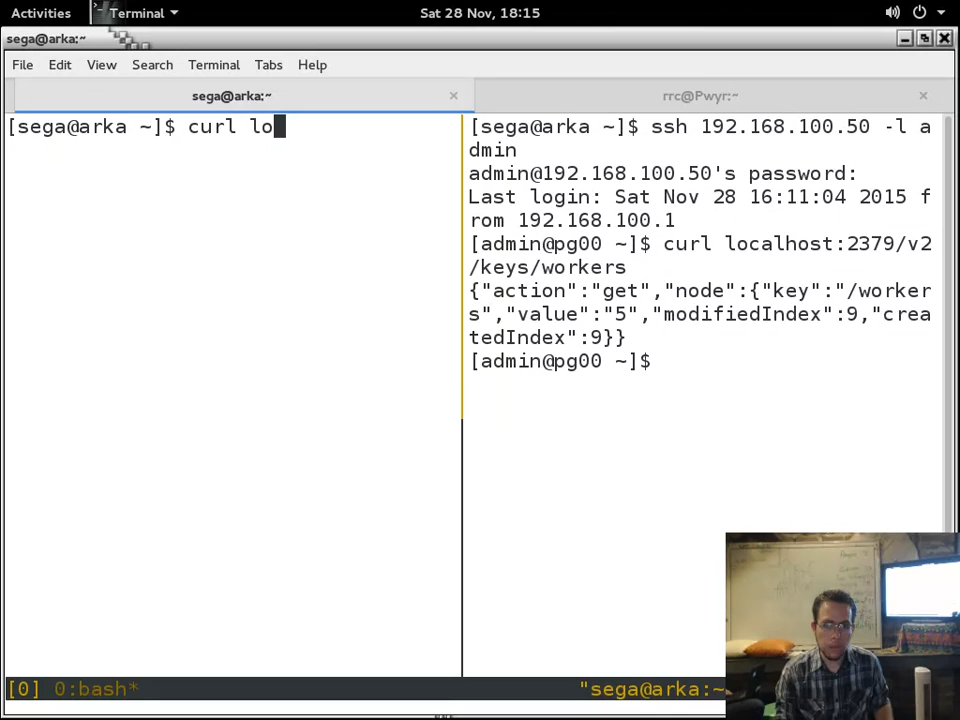 Activities Terminal Sat 28 Nov, 18:15
sega@arka:~
File Edit View Search Terminal Tabs Help
sega@arka:~ rrc@Pwyr:~
[sega@arka ~]$ curl lo
[sega@arka ~]$ ssh 192.168.100.50 -l a
dmin
admin@192.168.100.50's password:
Last login: Sat Nov 28 16:11:04 2015 f
rom 192.168.100.1
[admin@pg00 ~]$ curl localhost:2379/v2
/keys/workers
{"action":"get","node":{"key":"/worker
s","value":"5","modifiedIndex":9,"crea
tedIndex":9}}
[admin@pg00 ~]$
[0] 0:bash* "sega@arka:~